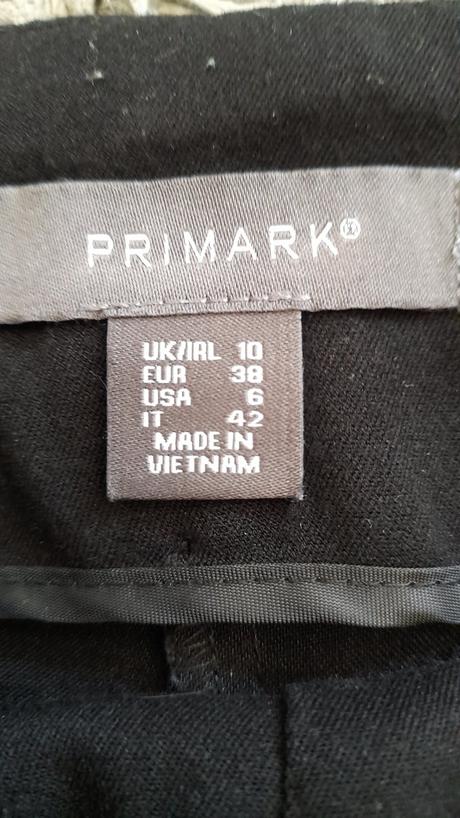 PRIMARK®
UK/IRL 10
EUR 38
USA 6
IT 42
MADE IN
VIETNAM